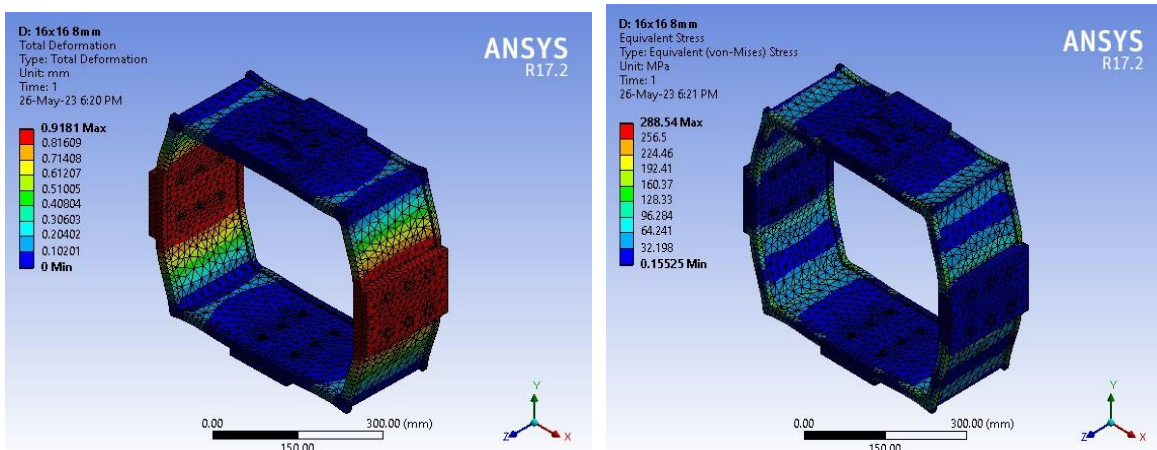 D: 16x16 8mm
Total Deformation
Type: Total Deformation
Unit: mm
Time: 1
26-May-23 6:20 PM
0.9181 Max
0.81609
0.71408
0.61207
0.51005
0.40804
0.30603
0.20402
0.10201
0 Min
ANSYS
R17.2
0.00
300.00 (mm)
150.00
Y
Z
X
D: 16x16 8mm
Equivalent Stress
Type: Equivalent (von-Mises) Stress
Unit: MPa
Time: 1
26-May-23 6:21 PM
288.54 Max
256.5
224.46
192.41
160.37
128.33
96.284
64.241
32.198
0.15525 Min
ANSYS
R17.2
0.00
300.00 (mm)
150.00
Y
Z
X